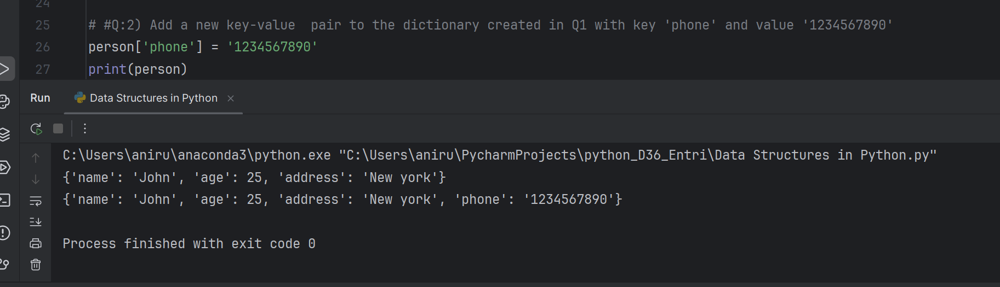 24
25 # #Q:2) Add a new key-value  pair to the dictionary created in Q1 with key 'phone' and value '1234567890'
26 person['phone'] = '1234567890'
27 print(person)
Run Data Structures in Python
C:\Users\aniru\anaconda3\python.exe "C:\Users\aniru\PycharmProjects\python_D36_Entri\Data Structures in Python.py"
{'name': 'John', 'age': 25, 'address': 'New york'}
{'name': 'John', 'age': 25, 'address': 'New york', 'phone': '1234567890'}
Process finished with exit code 0